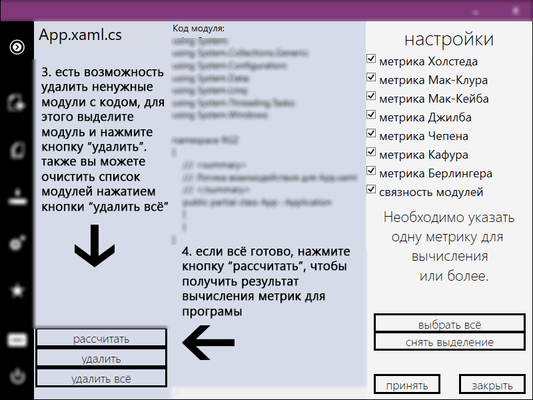 App.xaml.cs
3. есть возможность
удалить ненужные
модули с кодом, для
этого выделите
модуль и нажмите
кнопку “удалить”.
также вы можете
очистить список
модулей нажатием
кнопки “удалить всё”
рассчитать
удалить
удалить всё
Код модуля:
using System;
using System.Collections.Generic;
using System.Configuration;
using System.Data;
using System.Linq;
using System.Threading.Tasks;
using System.Windows;
namespace RGZ
{
/// <summary>
/// Логика взаимодействия для App.xaml
/// </summary>
public partial class App : Application
{
}
}
4. если всё готово, нажмите
кнопку “рассчитать”, чтобы
получить результат
вычисления метрик для
програмы
настройки
метрика Холстеда
метрика Мак-Клура
метрика Мак-Кейба
метрика Джилба
метрика Чепена
метрика Кафура
метрика Берлингера
связность модулей
Необходимо указать
одну метрику для
вычисления
или более.
выбрать всё
снять выделение
принять
закрыть